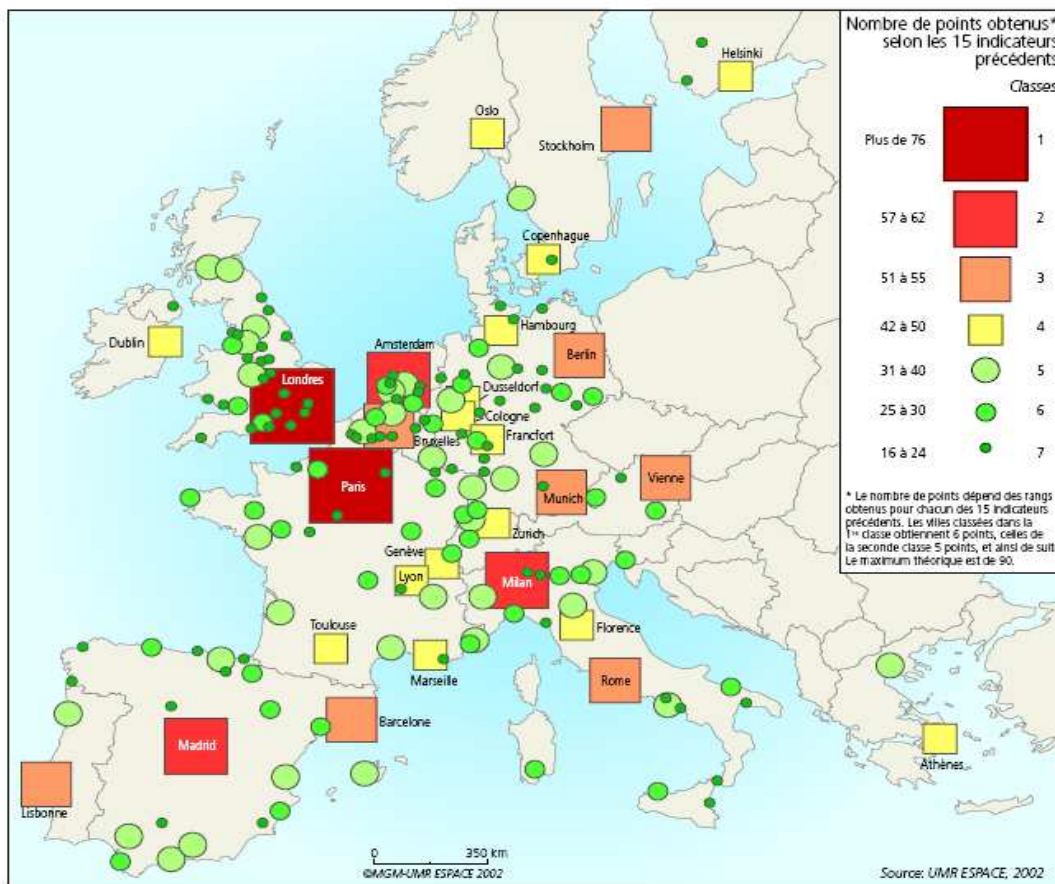 Nombre de points obtenus*
selon les 15 indicateurs
précédents
Classes
Plus de 76
1
57 à 62
2
51 à 55
3
42 à 50
4
31 à 40
5
25 à 30
6
16 à 24
7
* Le nombre de points dépend des rangs
obtenus pour chacun des 15 indicateurs
précédents. Les villes classées dans la
1re classe obtiennent 6 points, celles de
la seconde classe 5 points, et ainsi de suit
Le maximum théorique est de 90.
Helsinki
Oslo
Stockholm
Copenhague
Dublin
Hambourg
Amsterdam
Berlin
Londres
Dusseldorf
Cologne
Bruxelles
Francfort
Paris
Munich
Vienne
Zurich
Genève
Lyon
Milan
Toulouse
Florence
Marseille
Rome
Barcelone
Madrid
Athènes
Lisbonne
0 350 km
©MGM-UMR ESPACE 2002
Source: UMR ESPACE, 2002